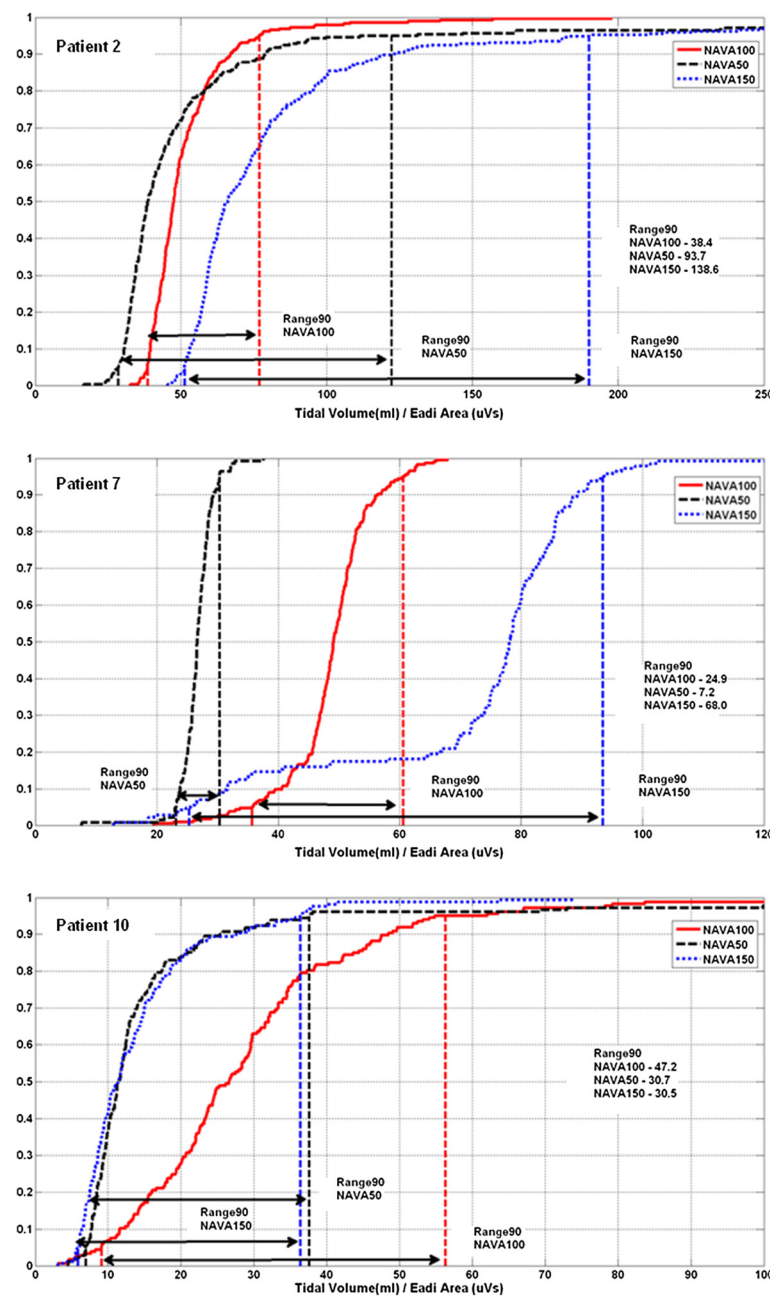 Patient 2
1
0.9
0.8
0.7
0.6
0.5
0.4
0.3
0.2
0.1
0
NAVA100
NAVA50
NAVA150
Range90
NAVA100 - 38.4
NAVA50 - 93.7
NAVA150 - 138.6
Range90
NAVA100
Range90
NAVA50
Range90
NAVA150
0 50 100 150 200 250
Tidal Volume(ml) / Eadi Area (uVs)
Patient 7
1
0.9
0.8
0.7
0.6
0.5
0.4
0.3
0.2
0.1
0
NAVA100
NAVA50
NAVA150
Range90
NAVA100 - 24.9
NAVA50 - 7.2
NAVA150 - 68.0
Range90
NAVA50
Range90
NAVA100
Range90
NAVA150
0 20 40 60 80 100 120
Tidal Volume(ml) / Eadi Area (uVs)
Patient 10
1
0.9
0.8
0.7
0.6
0.5
0.4
0.3
0.2
0.1
0
NAVA100
NAVA50
NAVA150
Range90
NAVA100 - 47.2
NAVA50 - 30.7
NAVA150 - 30.5
Range90
NAVA50
Range90
NAVA150
Range90
NAVA100
0 10 20 30 40 50 60 70 80 90 100
Tidal Volume(ml) / Eadi Area (uVs)